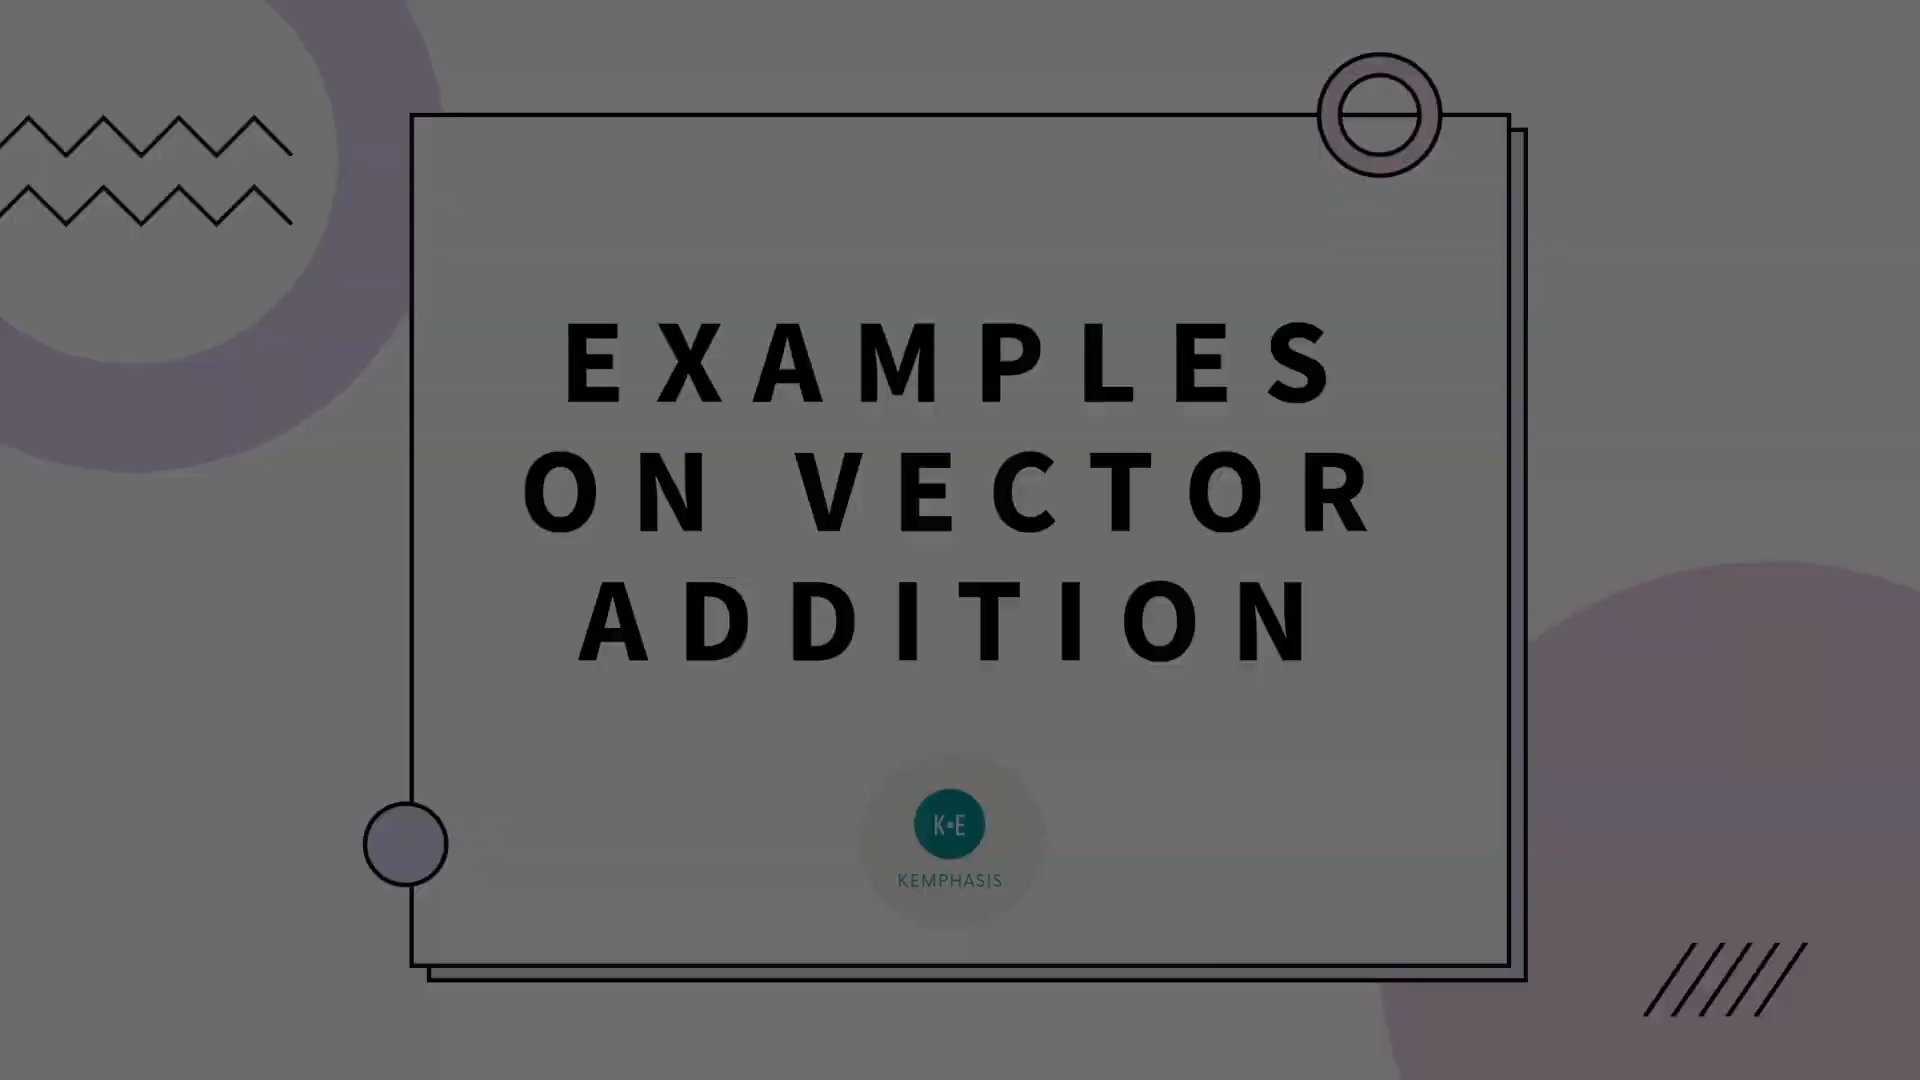 EXAMPLES
ON VECTOR
ADDITION
K•E
KEMPHASIS